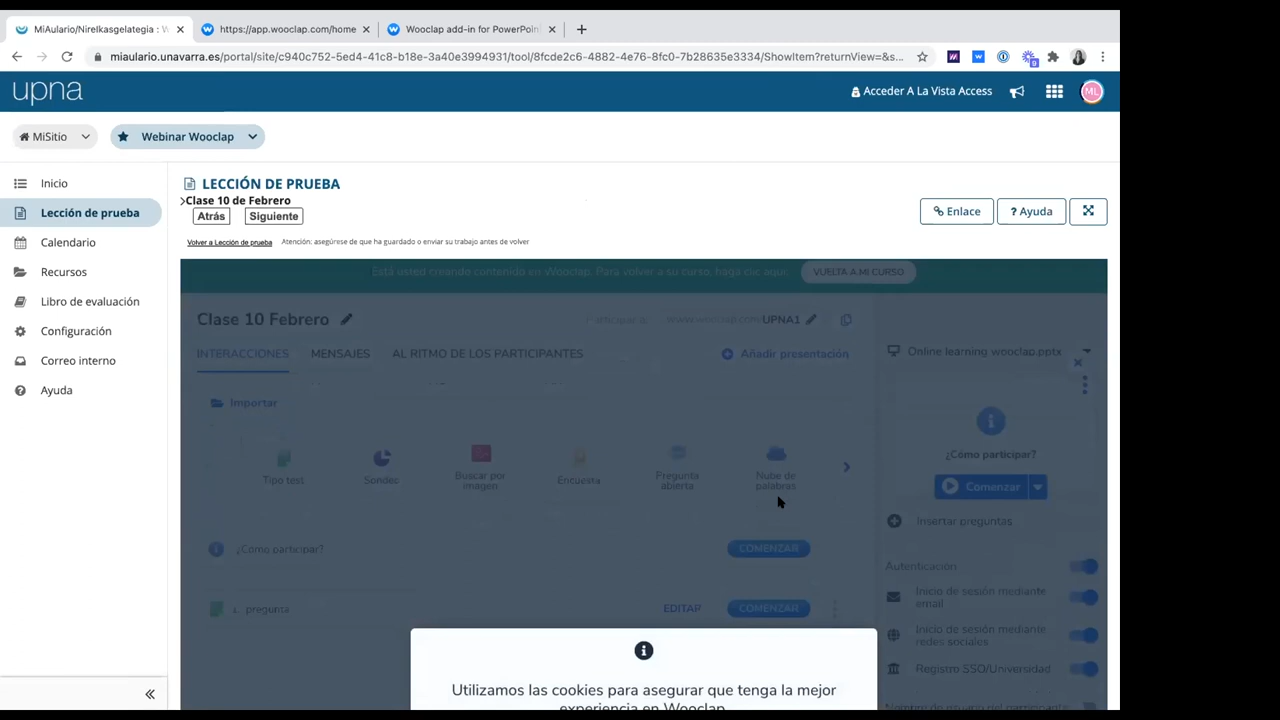 MiAulario/Nirelkasgelategia : W
https://app.wooclap.com/home
Wooclap add-in for PowerPoin
miaulario.unavarra.es/portal/site/c940c752-5ed4-41c8-b18e-3a40e3994931/tool/8fcde2c6-4882-4e76-8fc0-7b28635e3334/ShowItem?returnView=&s...
upna
Acceder A La Vista Access
ML
MiSitio
Webinar Wooclap
Inicio
Lección de prueba
Calendario
Recursos
Libro de evaluación
Configuración
Correo interno
Ayuda
LECCIÓN DE PRUEBA
Clase 10 de Febrero
Atrás
Siguiente
Enlace
? Ayuda
Volver a Lección de prueba
Atención: asegúrese de que ha guardado o enviar su trabajo antes de volver
Está usted creando contenido en Wooclap. Para volver a su curso, haga clic aquí
VUELTA A MI CURSO
Clase 10 Febrero
UPNA1
INTERACCIONES
MENSAJES
AL RITMO DE LOS PARTICIPANTES
Añadir presentación
Online learning wooclap.pptx
Importar
Tipo test
Sondeo
Buscar por imagen
Encuesta
Pregunta abierta
Nube de palabras
¿Cómo participar?
Comenzar
Insertar preguntas
¿Cómo participar?
COMENZAR
Autenticación
Inicio de sesión mediante email
pregunta
EDITAR
COMENZAR
Inicio de sesión mediante redes sociales
Registro SSO/Universidad
Nombre de usuario del participante
Utilizamos las cookies para asegurar que tenga la mejor
experiencia en Wooclap